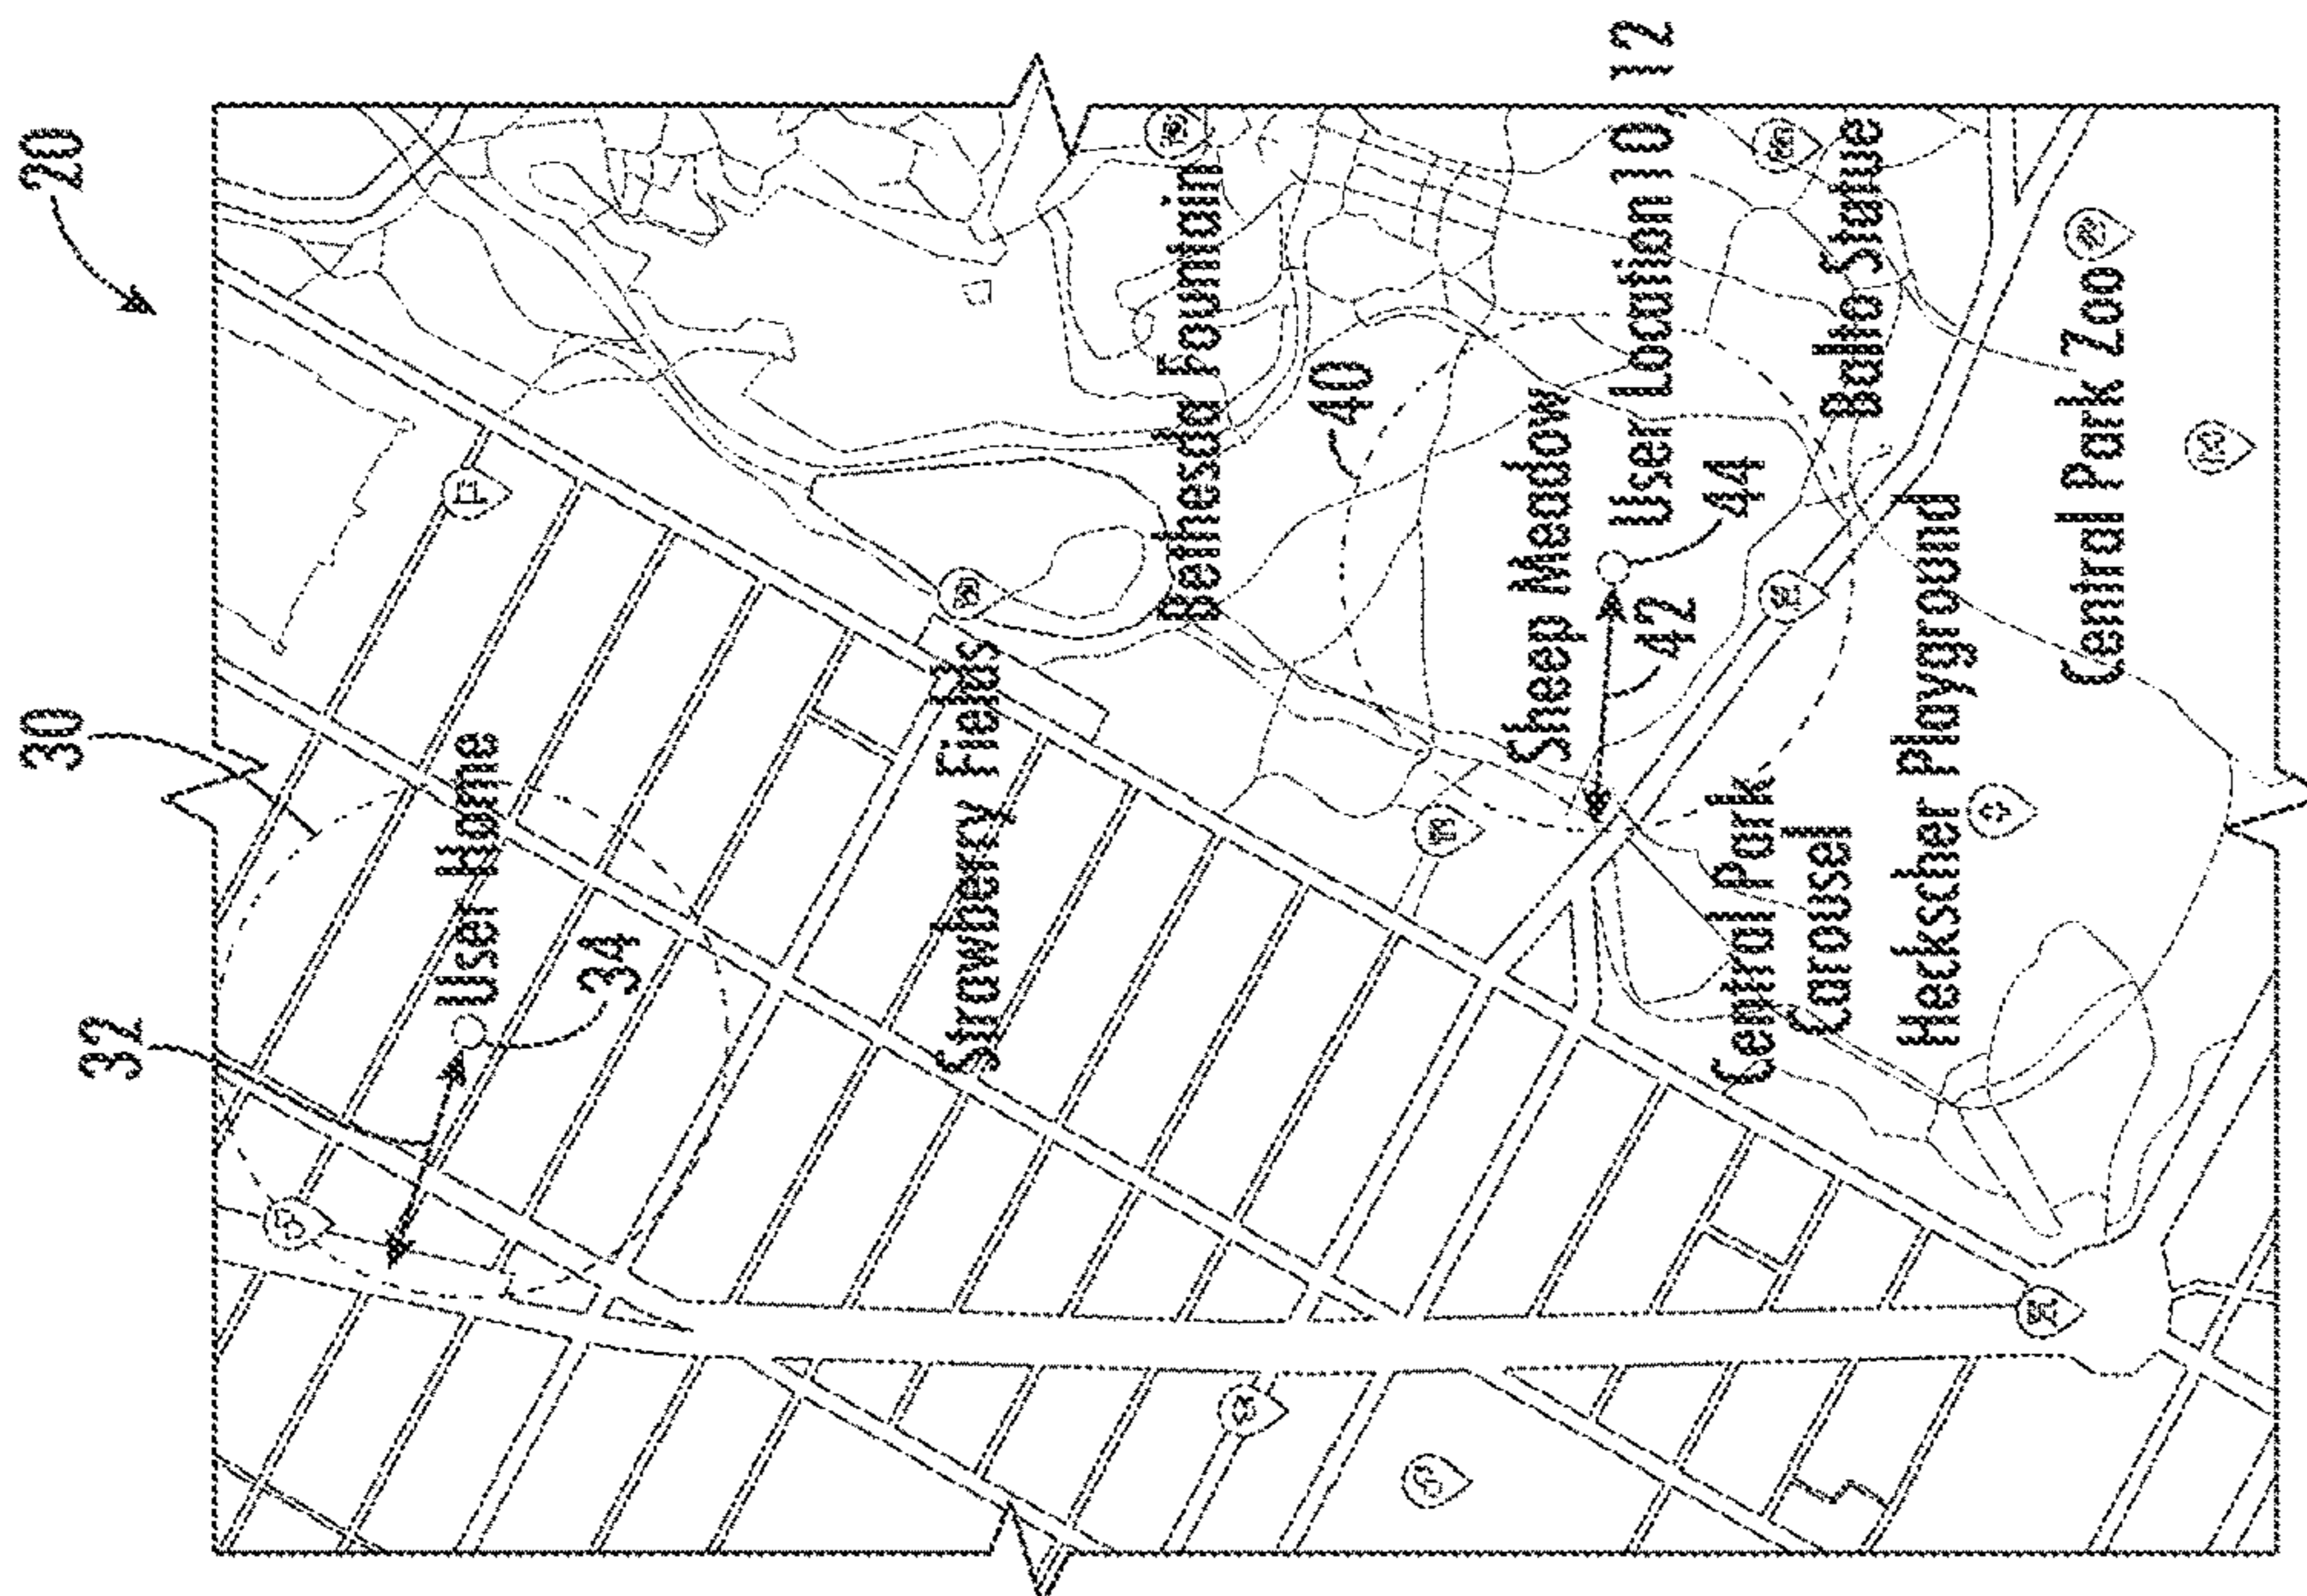 20
30
32
User Home
34
Strawberry Fields
Bethesda Fountain
40
Sheep Meadow
User Location 10, 12
42
44
Central Park
Carousel
Balto Statue
Heckscher Playground
Central Park Zoo